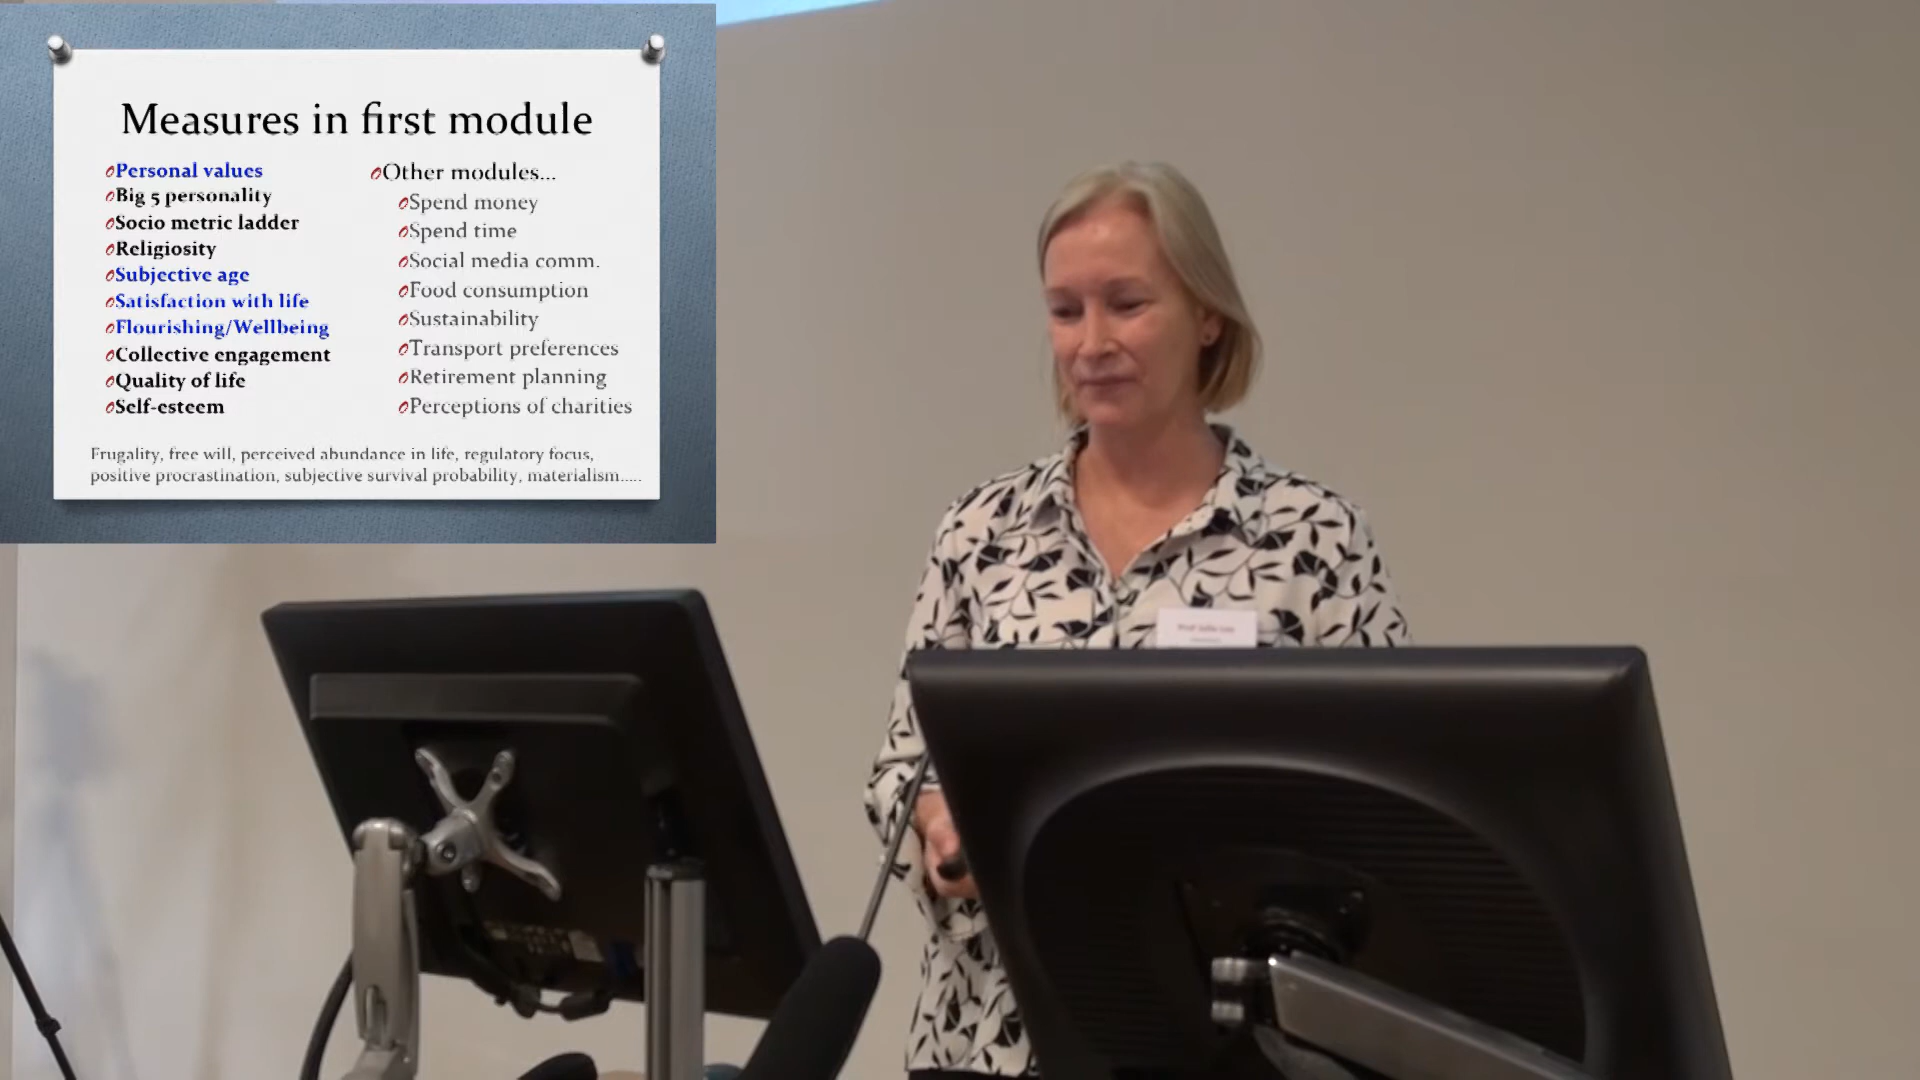 Measures in first module
Personal values
Big 5 personality
Socio metric ladder
Religiosity
Subjective age
Satisfaction with life
Flourishing/Wellbeing
Collective engagement
Quality of life
Self-esteem
Other modules...
Spend money
Spend time
Social media comm.
Food consumption
Sustainability
Transport preferences
Retirement planning
Perceptions of charities
Frugality, free will, perceived abundance in life, regulatory focus,
positive procrastination, subjective survival probability, materialism.....
Prof Julie Lee